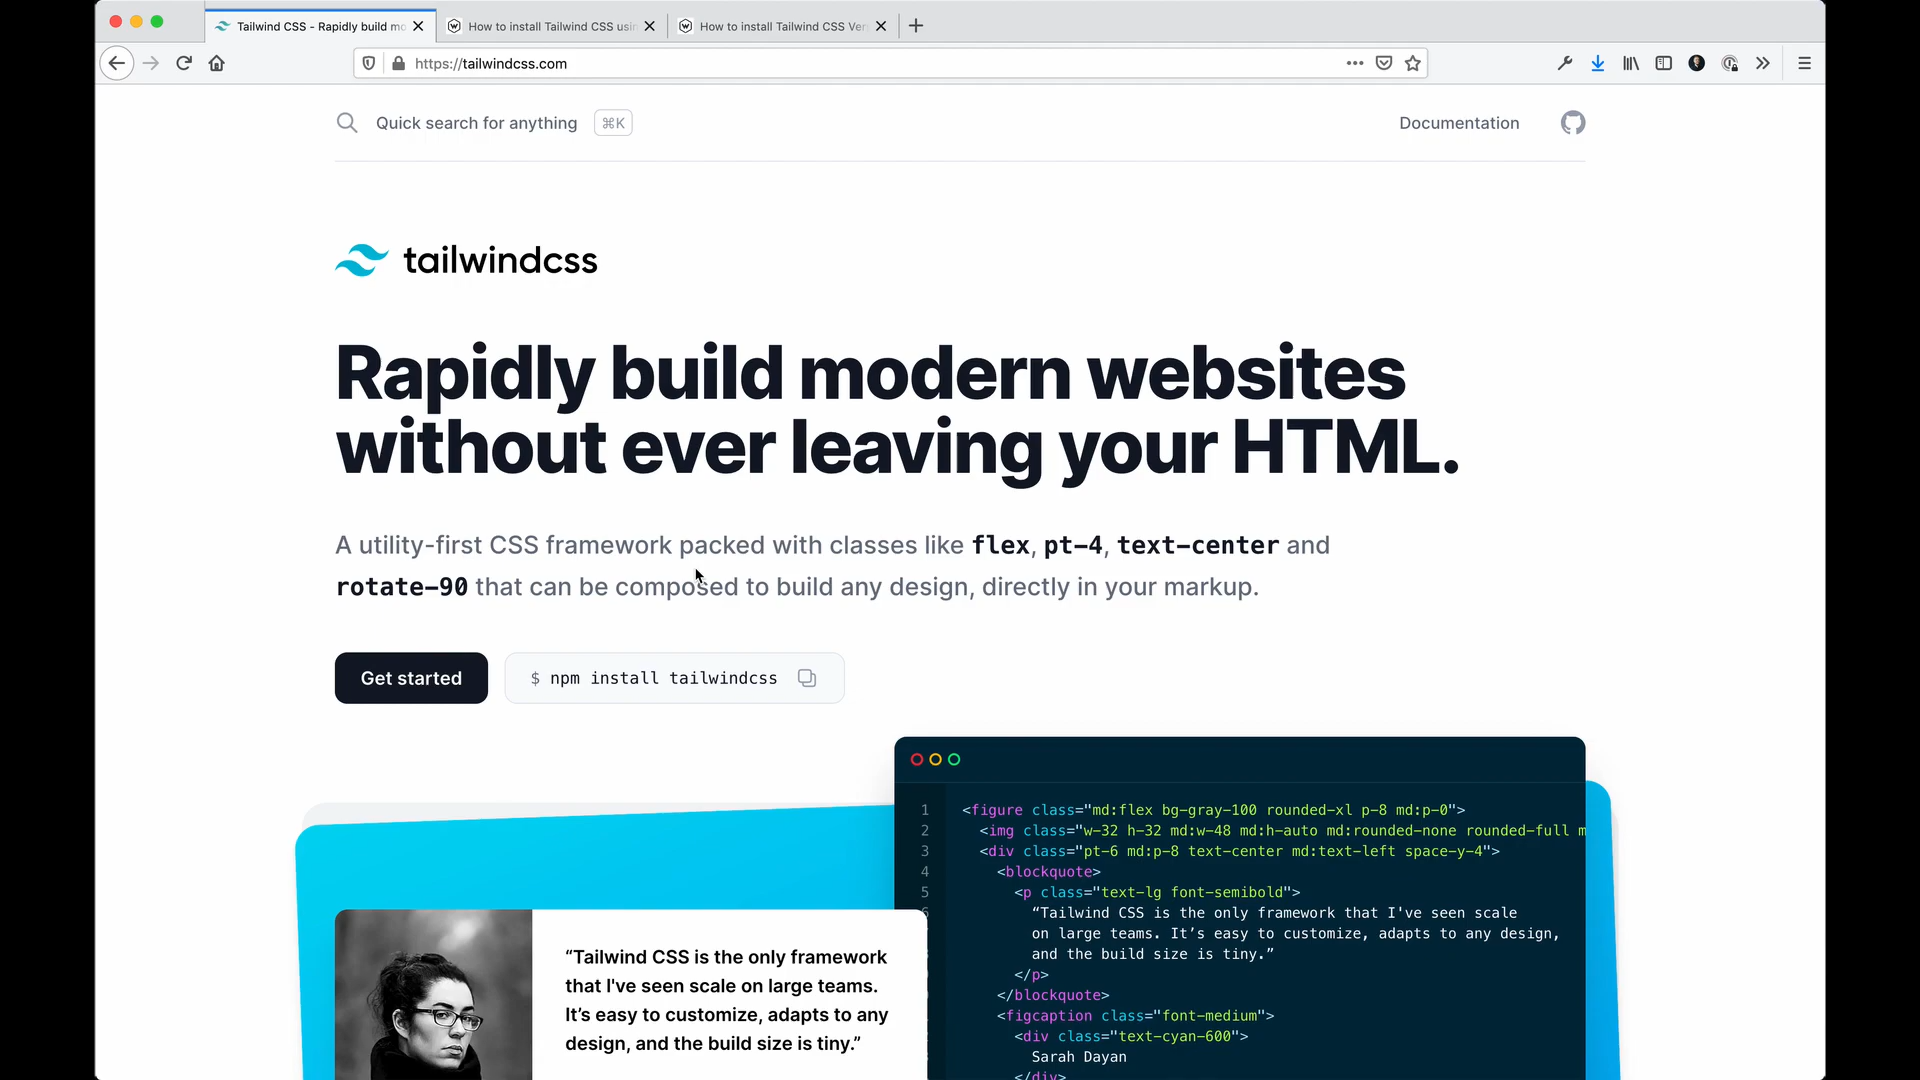 Tailwind CSS - Rapidly build mo
How to install Tailwind CSS usin
How to install Tailwind CSS Ver
https://tailwindcss.com
Quick search for anything
⌘K
Documentation
tailwindcss
Rapidly build modern websites
without ever leaving your HTML.
A utility-first CSS framework packed with classes like flex, pt-4, text-center and
rotate-90 that can be composed to build any design, directly in your markup.
Get started
$ npm install tailwindcss
1 <figure class="md:flex bg-gray-100 rounded-xl p-8 md:p-0">
2 <img class="w-32 h-32 md:w-48 md:h-auto md:rounded-none rounded-full m
3 <div class="pt-6 md:p-8 text-center md:text-left space-y-4">
4 <blockquote>
5 <p class="text-lg font-semibold">
“Tailwind CSS is the only framework that I've seen scale
on large teams. It’s easy to customize, adapts to any design,
and the build size is tiny.”
</p>
</blockquote>
<figcaption class="font-medium">
<div class="text-cyan-600">
Sarah Dayan
</div>
“Tailwind CSS is the only framework
that I've seen scale on large teams.
It’s easy to customize, adapts to any
design, and the build size is tiny.”